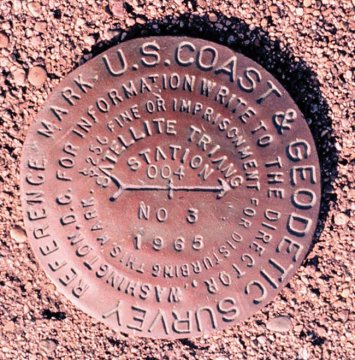 U.S. COAST & GEODETIC SURVEY REFERENCE MARK
FOR INFORMATION WRITE TO THE DIRECTOR, WASHINGTON, D.C.
$250 FINE OR IMPRISONMENT FOR DISTURBING THIS MARK.
SATELLITE TRIANG
STATION
004
NO 3
1965